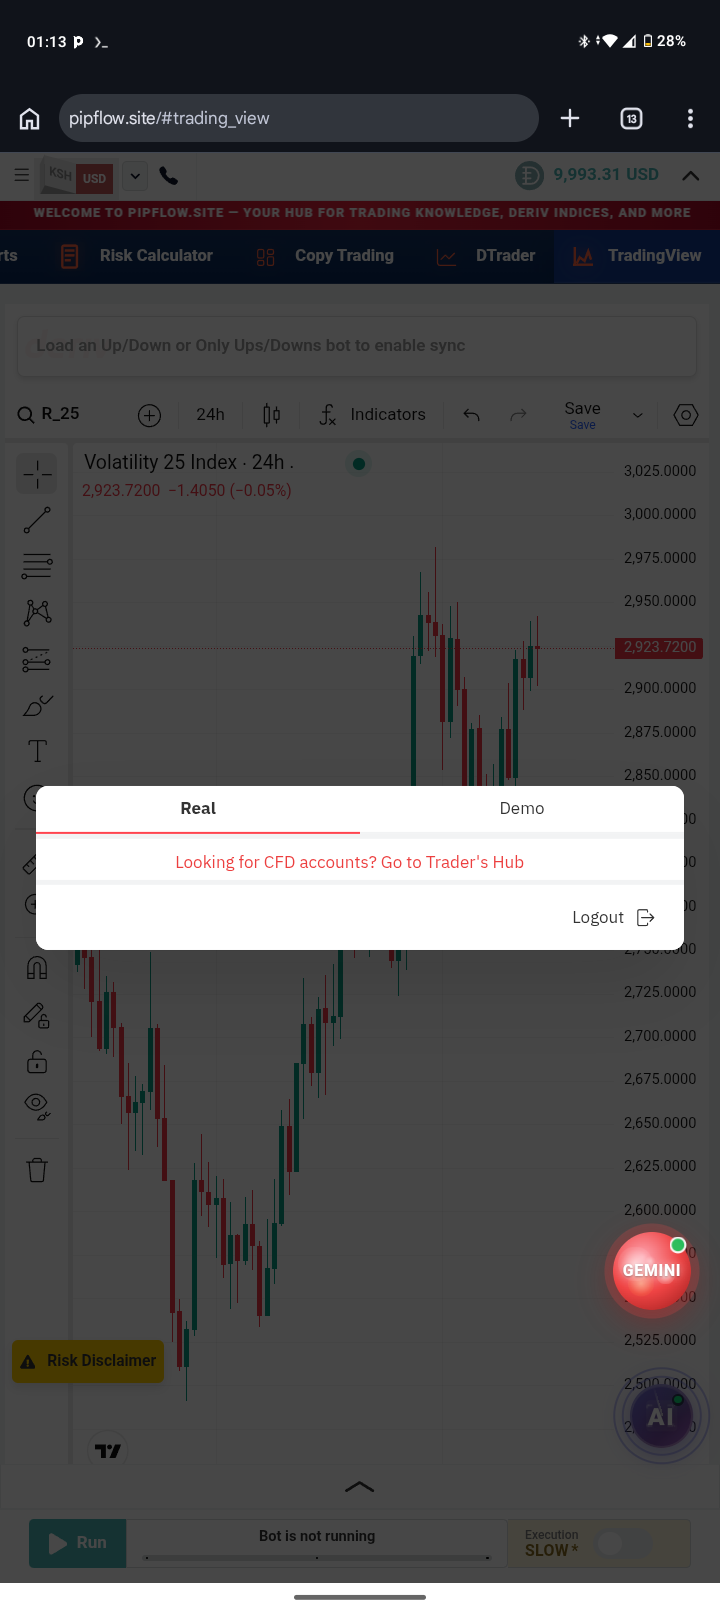 01:13
28%
pipflow.site/#trading_view
13
KSH
USD
9,993.31 USD
WELCOME TO PIPFLOW.SITE — YOUR HUB FOR TRADING KNOWLEDGE, DERIV INDICES, AND MORE
rts
Risk Calculator
Copy Trading
DTrader
TradingView
Load an Up/Down or Only Ups/Downs bot to enable sync
R_25
24h
Indicators
Save
Save
Volatility 25 Index · 24h .
2,923.7200 −1.4050 (−0.05%)
3,025.0000
3,000.0000
2,975.0000
2,950.0000
2,923.7200
2,900.0000
2,875.0000
2,850.0000
Real
Demo
Looking for CFD accounts? Go to Trader's Hub
Logout
2,725.0000
2,700.0000
2,675.0000
2,650.0000
2,625.0000
2,600.0000
GEMINI
2,525.0000
Risk Disclaimer
2,500.0000
AI
Run
Bot is not running
Execution
SLOW *